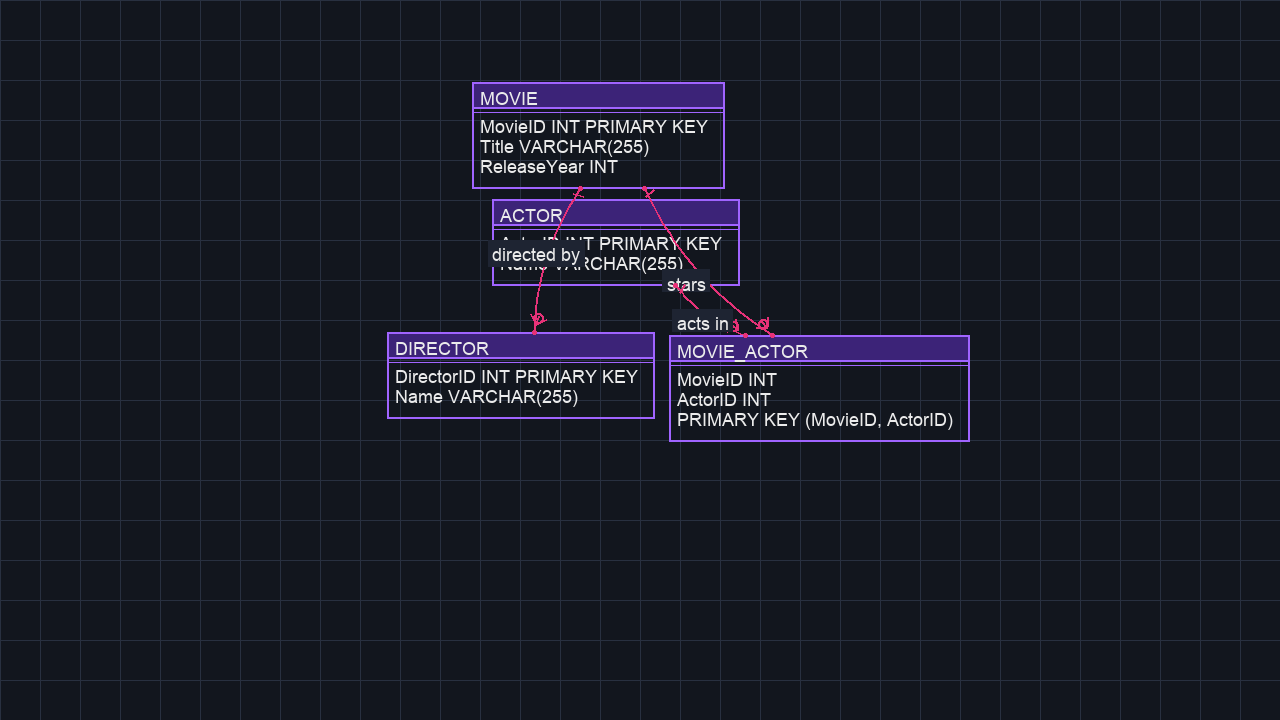 MOVIE
MovieID INT PRIMARY KEY
Title VARCHAR(255)
ReleaseYear INT
ACTOR
ActorID INT PRIMARY KEY
directed by
Name VARCHAR(255)
stars
acts in
DIRECTOR
DirectorID INT PRIMARY KEY
Name VARCHAR(255)
MOVIE_ACTOR
MovieID INT
ActorID INT
PRIMARY KEY (MovieID, ActorID)